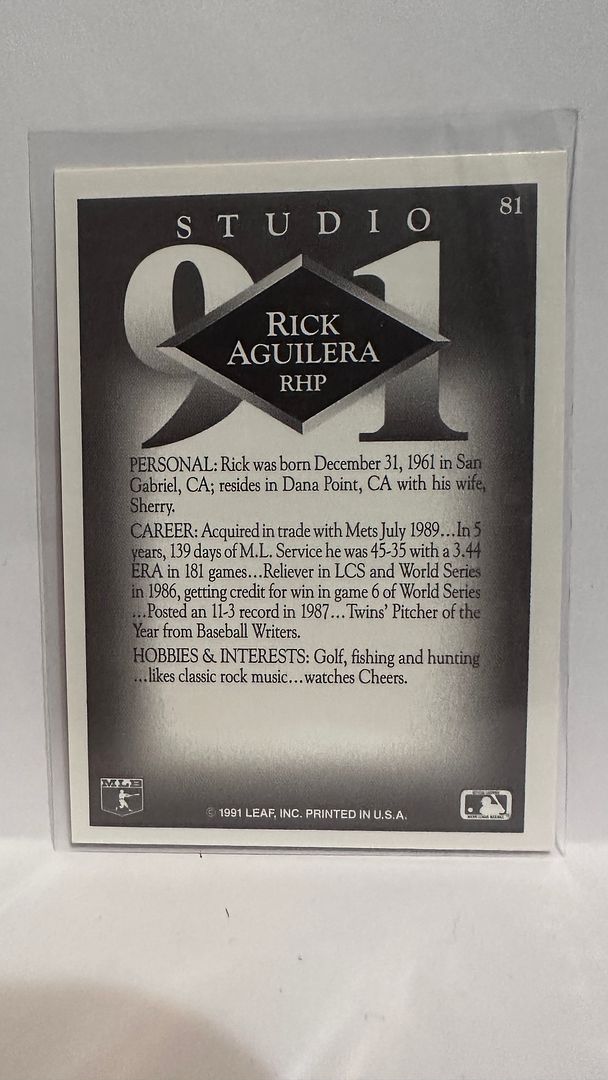 81
STUDIO
91
RICK
AGUILERA
RHP
PERSONAL: Rick was born December 31, 1961 in San
Gabriel, CA; resides in Dana Point, CA with his wife,
Sherry.
CAREER: Acquired in trade with Mets July 1989...In 5
years, 139 days of M.L. Service he was 45-35 with a 3.44
ERA in 181 games...Reliever in LCS and World Series
in 1986, getting credit for win in game 6 of World Series
...Posted an 11-3 record in 1987...Twins' Pitcher of the
Year from Baseball Writers.
HOBBIES & INTERESTS: Golf, fishing and hunting
...likes classic rock music...watches Cheers.
MLB
© 1991 LEAF, INC. PRINTED IN U.S.A.